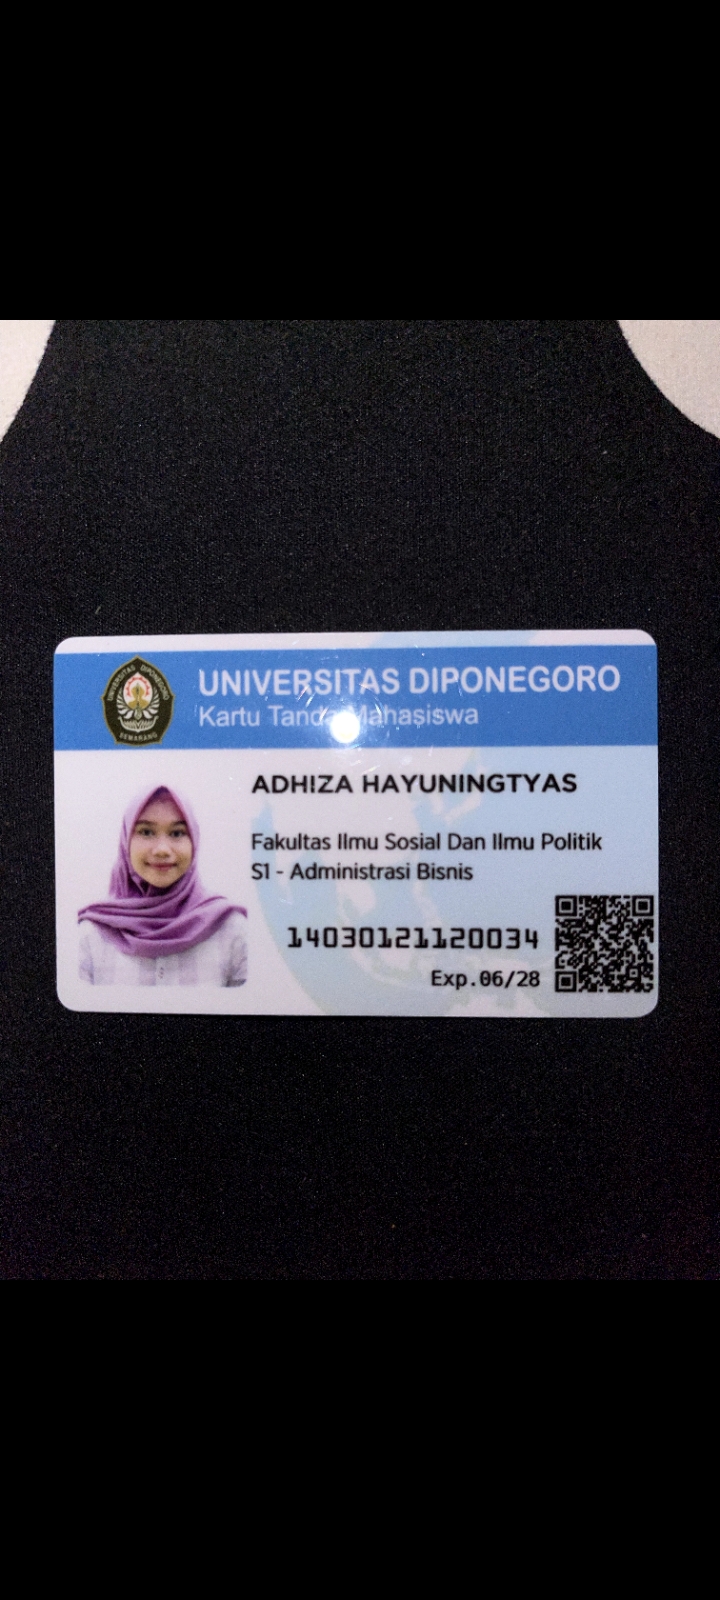 UNIVERSITAS DIPONEGORO
Kartu Tanda Mahasiswa
UNIVERSITAS DIPONEGORO
SEMARANG
ADHIZA HAYUNINGTYAS
Fakultas Ilmu Sosial Dan Ilmu Politik
S1 - Administrasi Bisnis
14030121120034
Exp.06/28